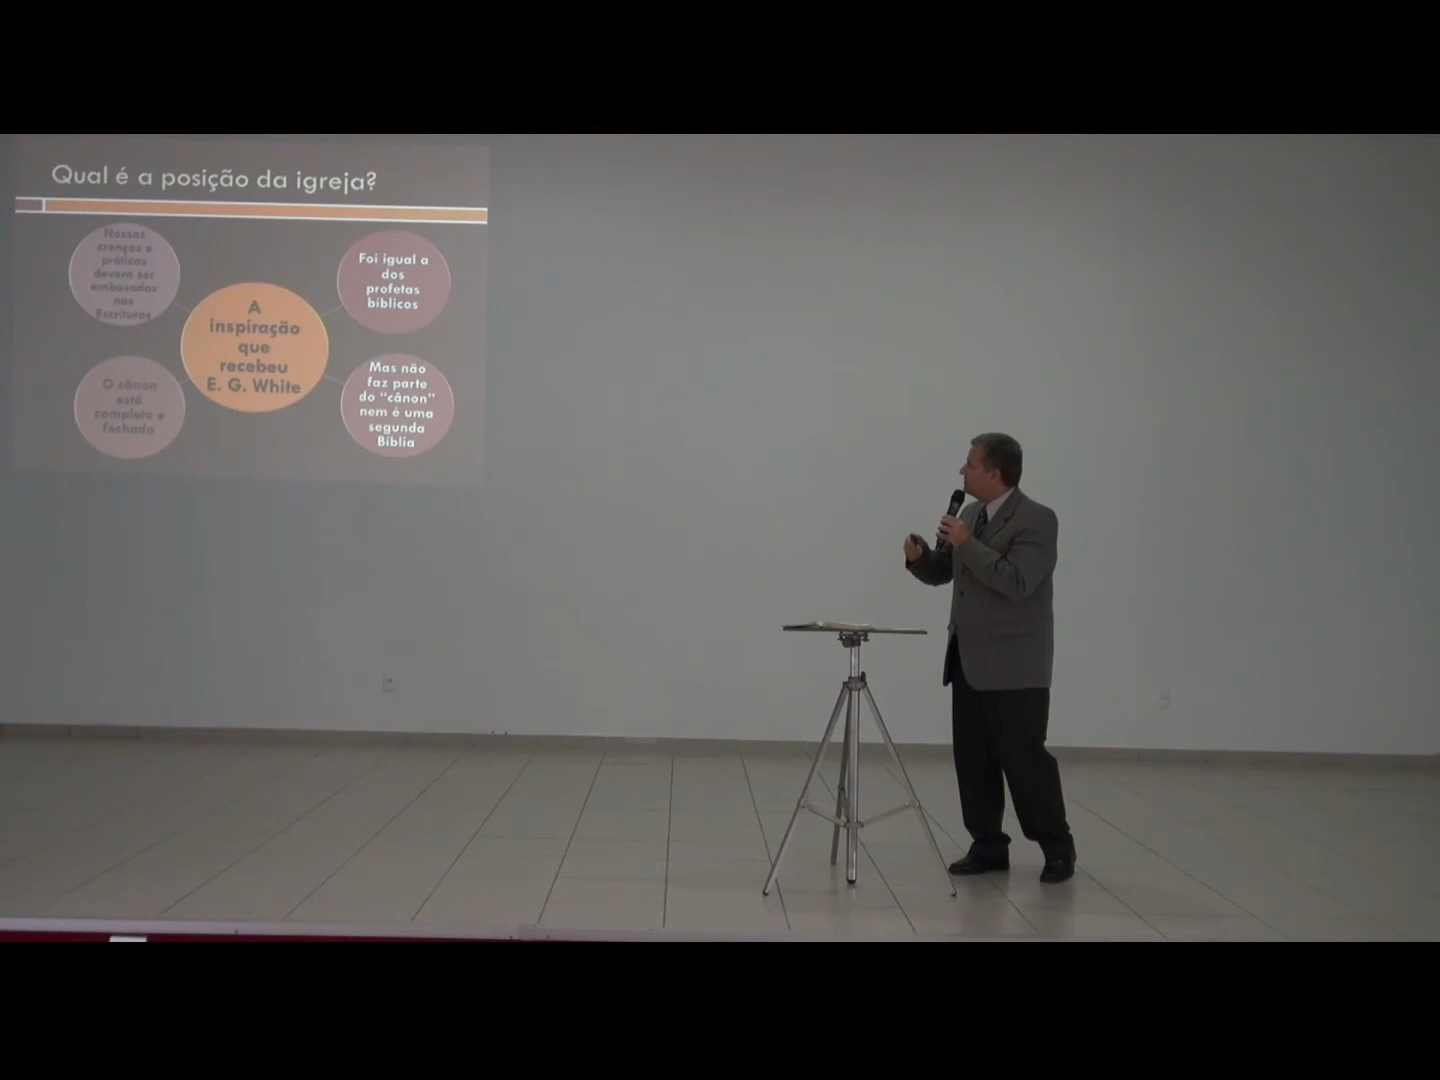 Qual é a posição da igreja?
Nossas
crenças e
práticas
devem ser
embasadas
nas
Escrituras
Foi igual a
dos
profetas
bíblicos
A
inspiração
que
recebeu
E. G. White
O cânon
está
completo e
fechado
Mas não
faz parte
do "cânon"
nem é uma
segunda
Bíblia